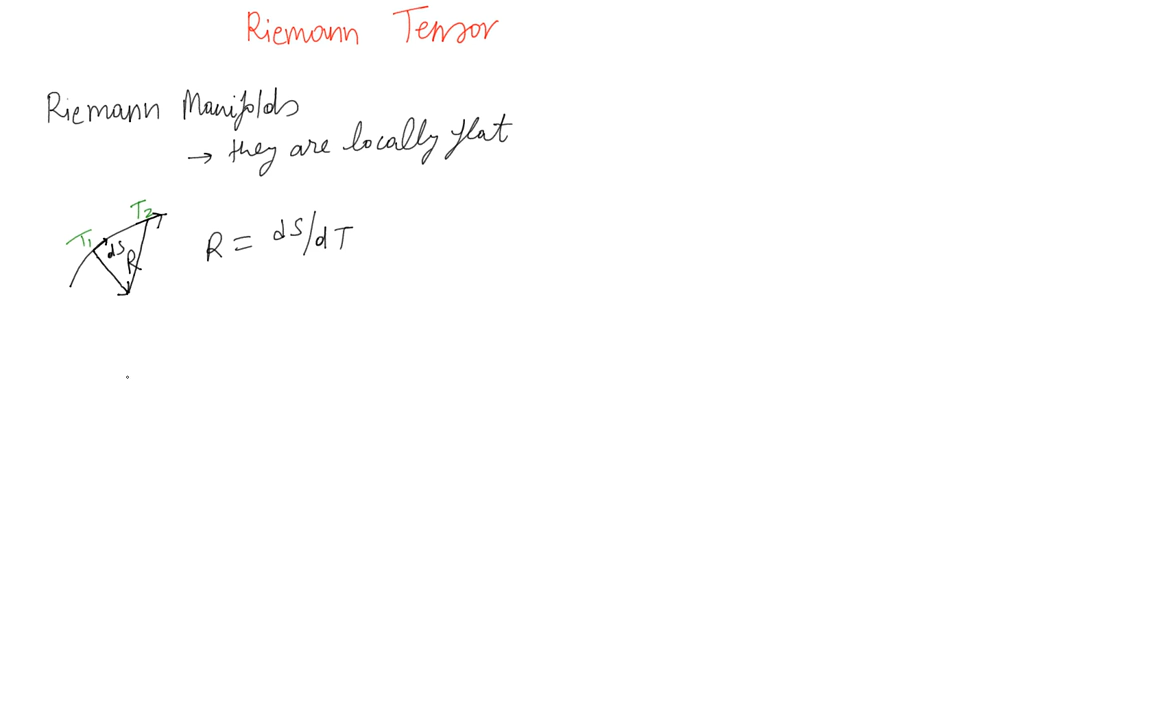 Riemann Tensor
Riemann Manifolds
→ they are locally flat
T₁ T₂
dS R
R = dS/dT